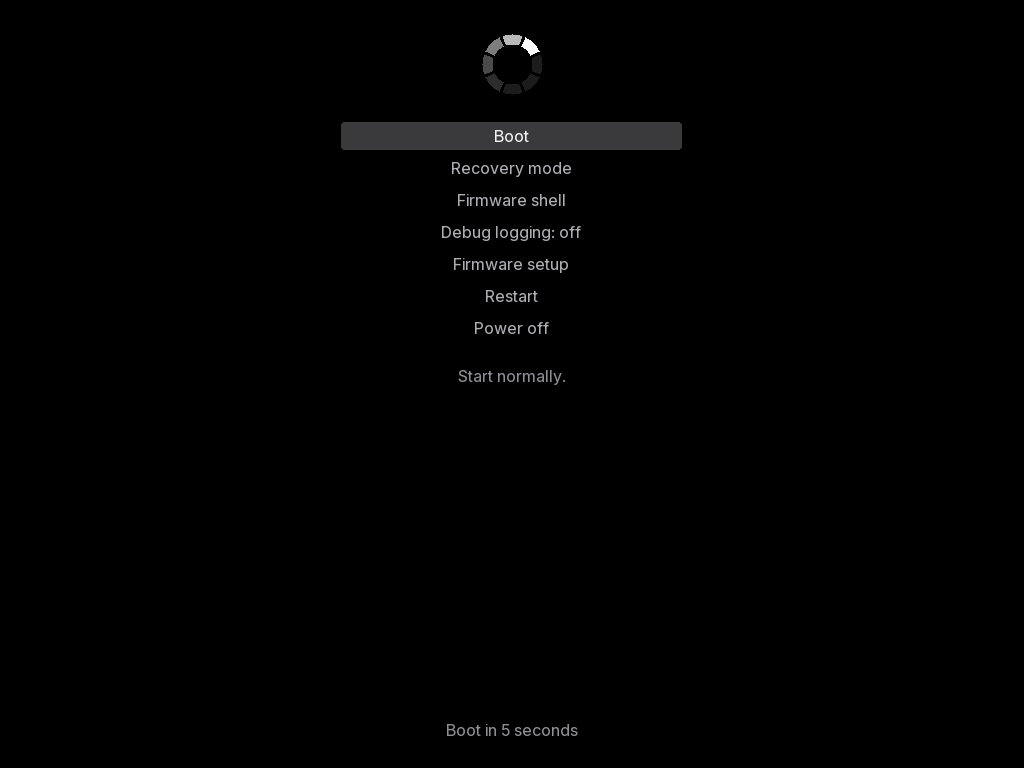 Boot
Recovery mode
Firmware shell
Debug logging: off
Firmware setup
Restart
Power off
Start normally.
Boot in 5 seconds